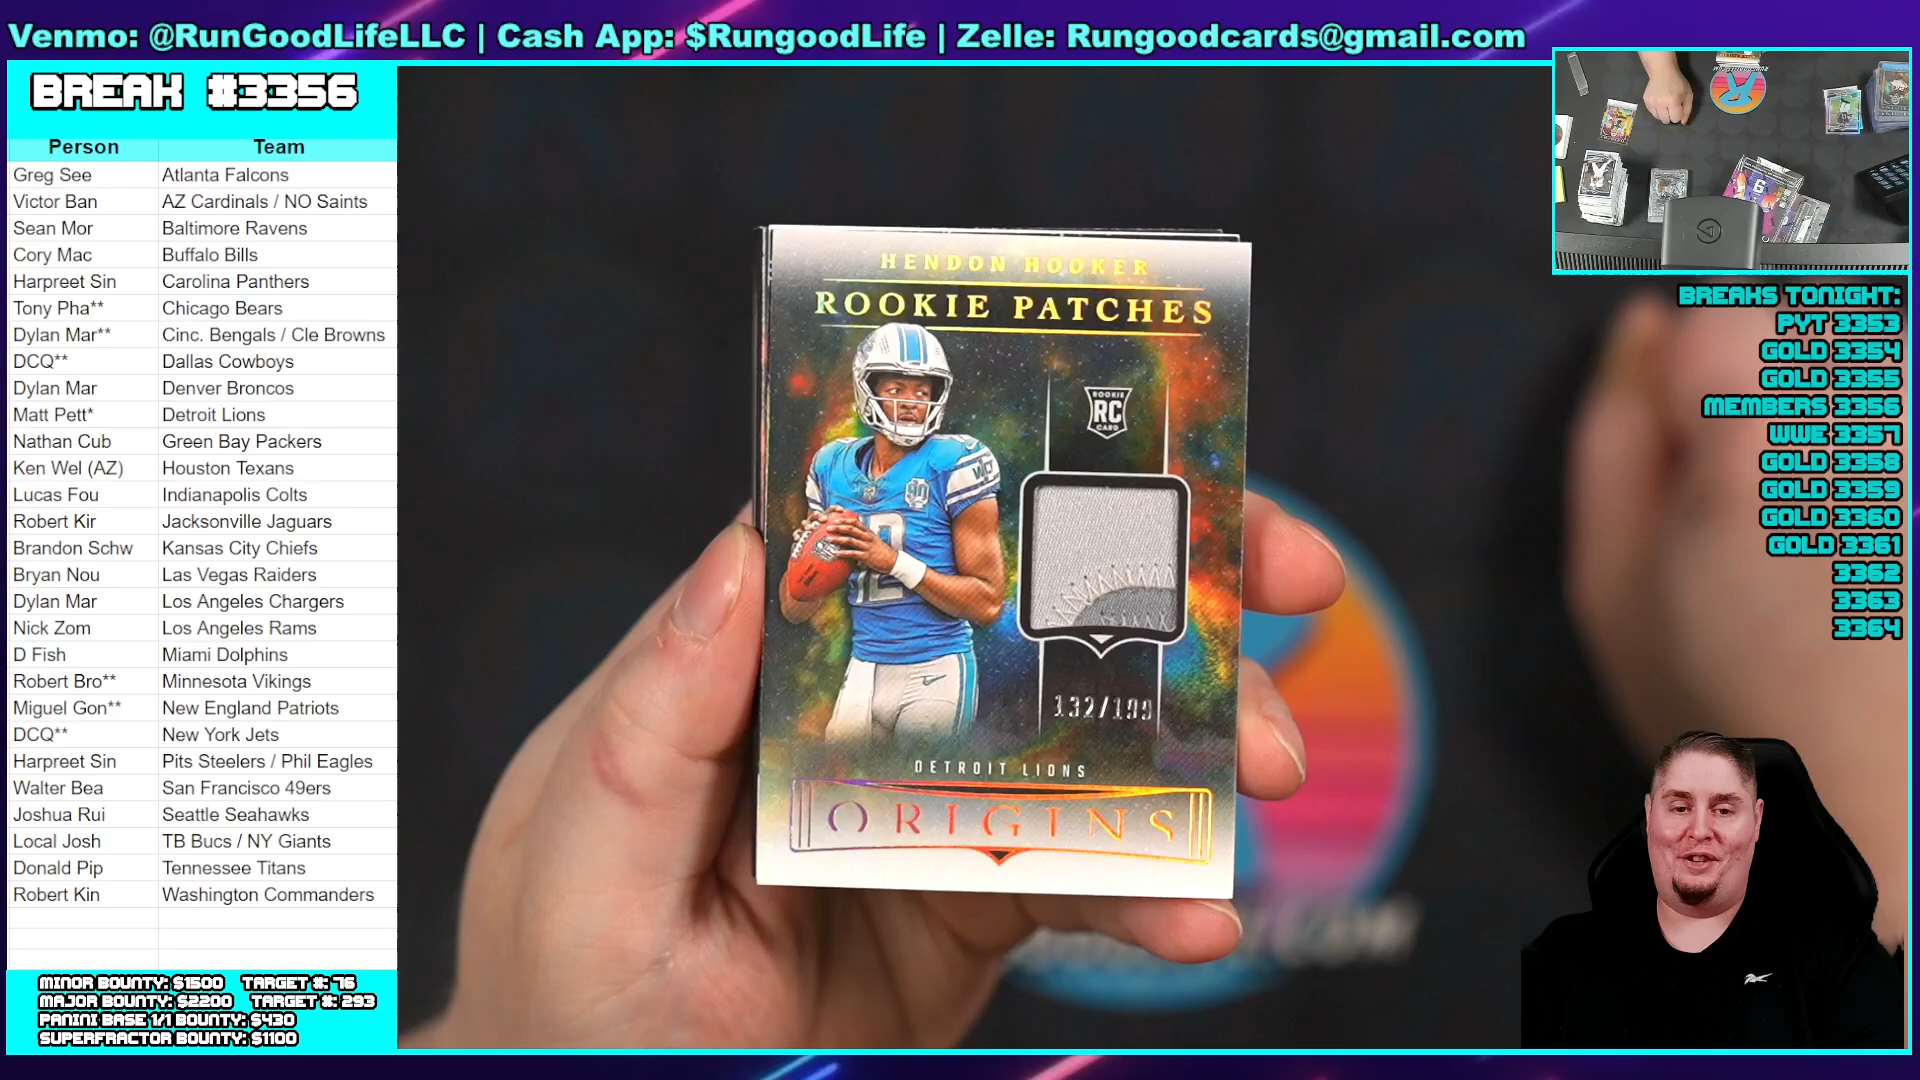 Venmo: @RunGoodLifeLLC | Cash App: $RungoodLife | Zelle: Rungoodcards@gmail.com
BREAK #3356
Person Team
Greg See Atlanta Falcons
Victor Ban AZ Cardinals / NO Saints
Sean Mor Baltimore Ravens
Cory Mac Buffalo Bills
Harpreet Sin Carolina Panthers
Tony Pha** Chicago Bears
Dylan Mar** Cinc. Bengals / Cle Browns
DCQ** Dallas Cowboys
Dylan Mar Denver Broncos
Matt Pett* Detroit Lions
Nathan Cub Green Bay Packers
Ken Wel (AZ) Houston Texans
Lucas Fou Indianapolis Colts
Robert Kir Jacksonville Jaguars
Brandon Schw Kansas City Chiefs
Bryan Nou Las Vegas Raiders
Dylan Mar Los Angeles Chargers
Nick Zom Los Angeles Rams
D Fish Miami Dolphins
Robert Bro** Minnesota Vikings
Miguel Gon** New England Patriots
DCQ** New York Jets
Harpreet Sin Pits Steelers / Phil Eagles
Walter Bea San Francisco 49ers
Joshua Rui Seattle Seahawks
Local Josh TB Bucs / NY Giants
Donald Pip Tennessee Titans
Robert Kin Washington Commanders
MINOR BOUNTY: $1500 TARGET #: 76
MAJOR BOUNTY: $2200 TARGET #: 293
PANINI BASE 1/1 BOUNTY: $430
SUPERFRACTOR BOUNTY: $1100
HENDON HOOKER
ROOKIE PATCHES
ROOKIE
RC
CARD
12
132/199
DETROIT LIONS
ORIGINS
BREAKS TONIGHT:
PYT 3353
GOLD 3354
GOLD 3355
MEMBERS 3356
WWE 3357
GOLD 3358
GOLD 3359
GOLD 3360
GOLD 3361
3362
3363
3364